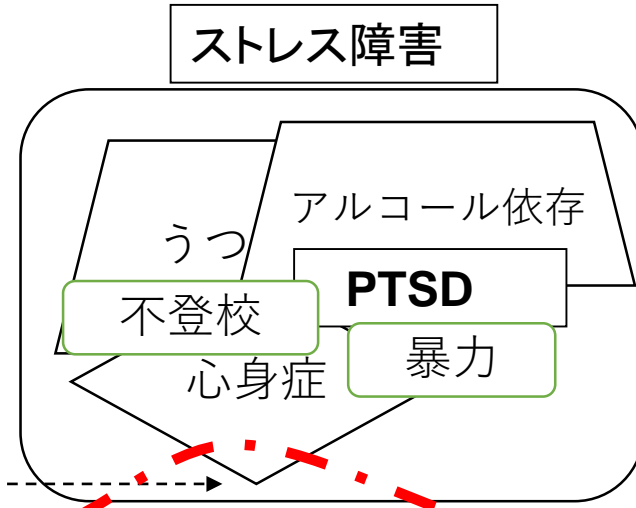 ストレス障害
アルコール依存
うつ
PTSD
不登校
暴力
心身症